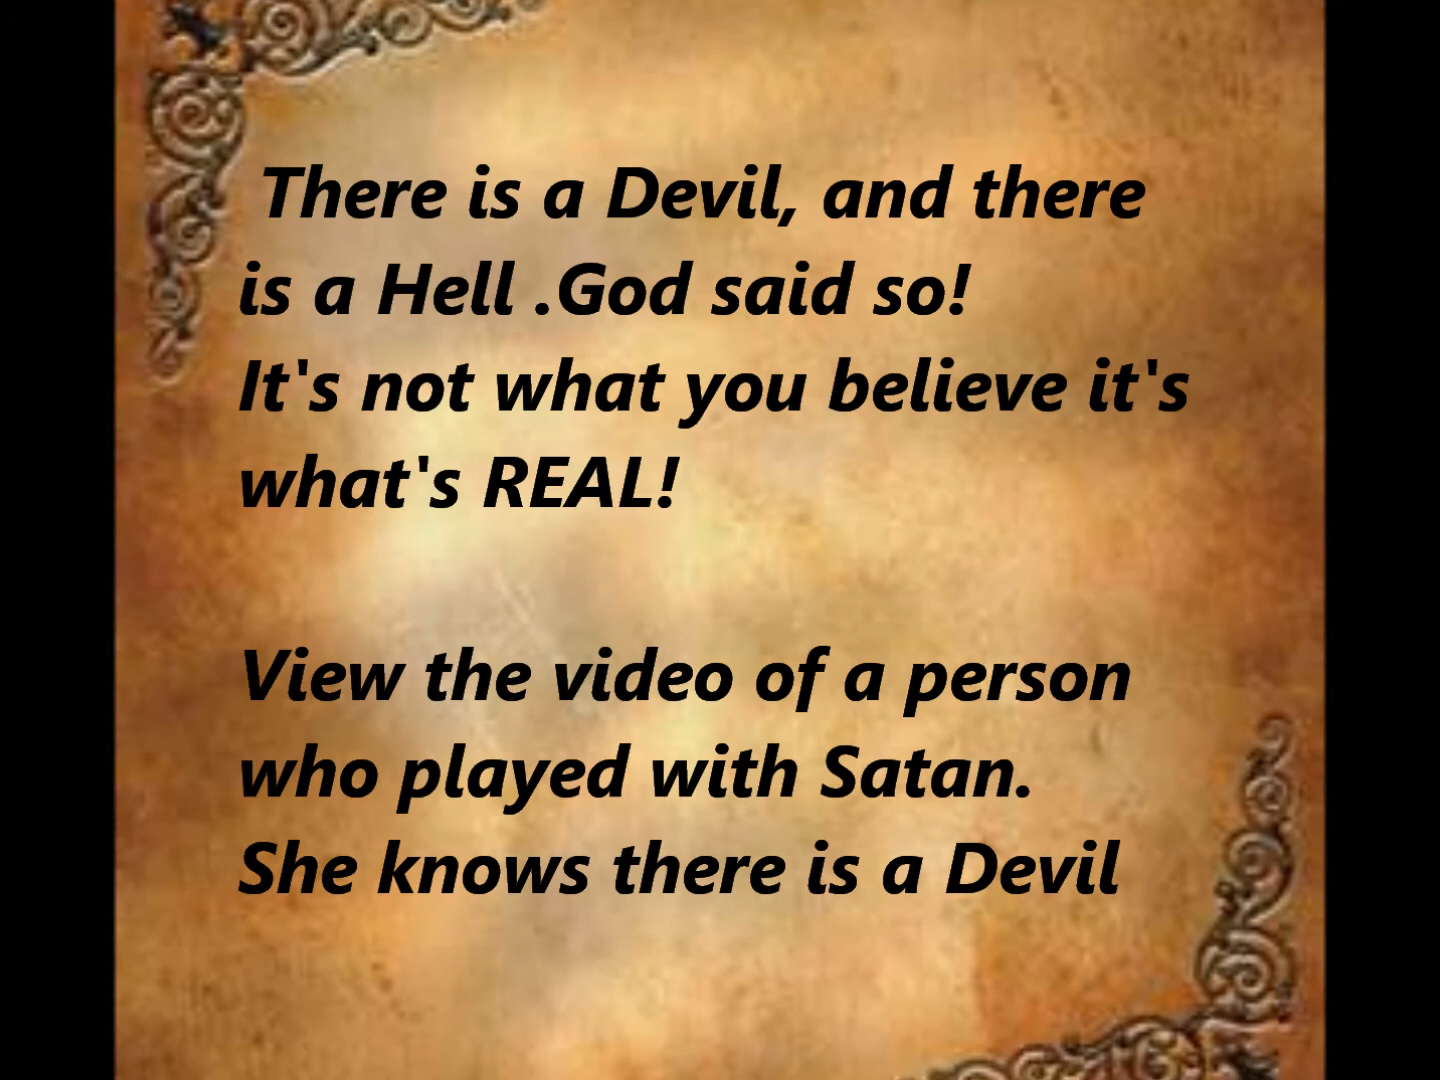 There is a Devil, and there
is a Hell .God said so!
It's not what you believe it's
what's REAL!
View the video of a person
who played with Satan.
She knows there is a Devil